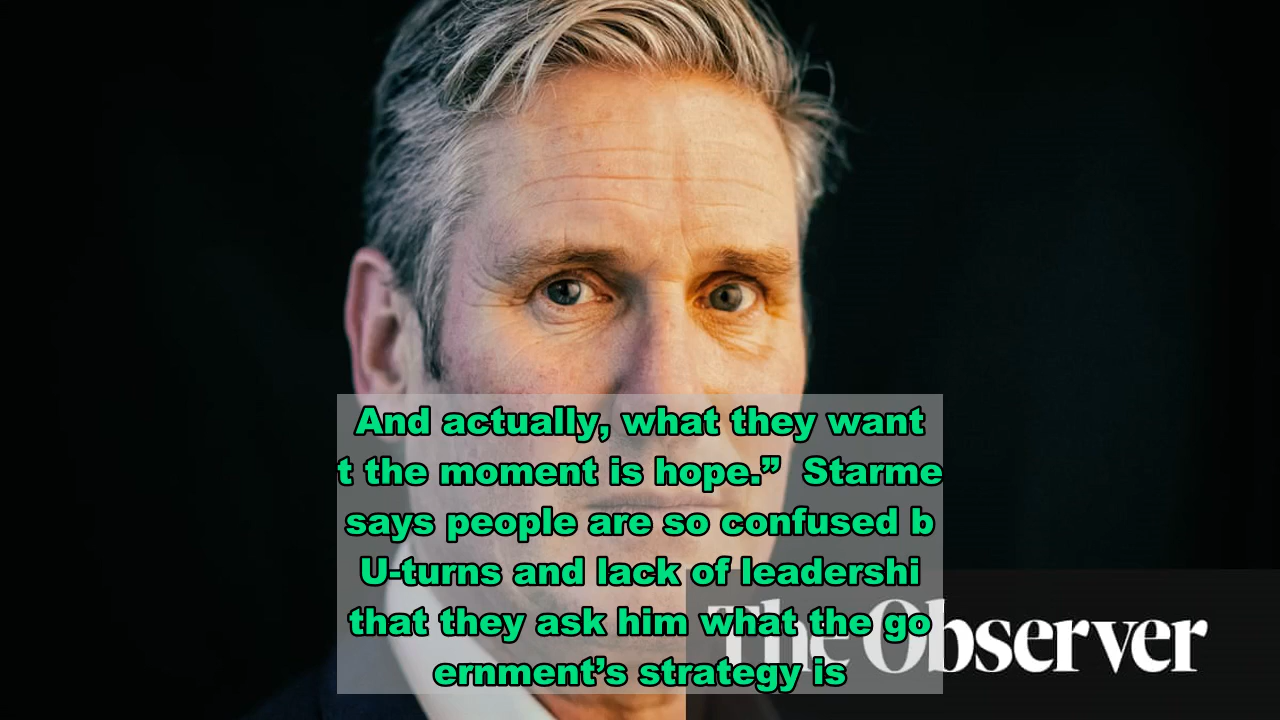 And actually, what they want
t the moment is hope.”  Starme
says people are so confused b
U-turns and lack of leadershi
that they ask him what the go
ernment’s strategy is
The Observer